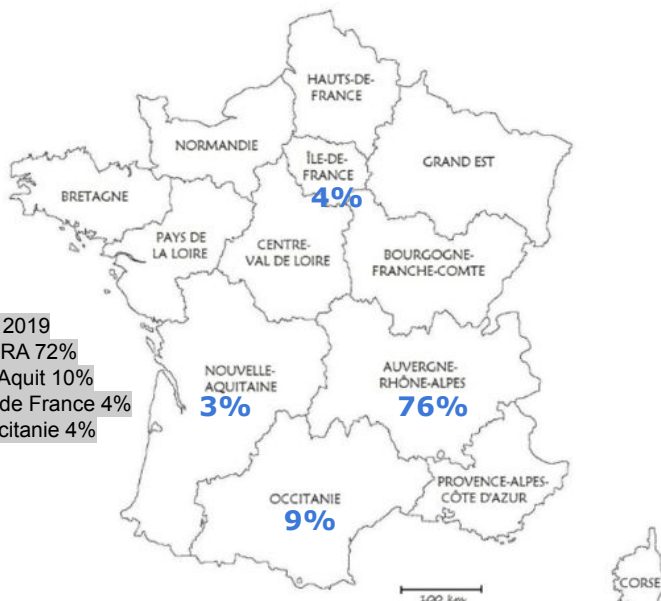 HAUTS-DE-
FRANCE
NORMANDIE
ÎLE-DE-
FRANCE
4%
GRAND EST
BRETAGNE
PAYS DE
LA LOIRE
CENTRE-
VAL DE LOIRE
BOURGOGNE-
FRANCHE-COMTE
2019
RA 72%
Aquit 10%
de France 4%
citanie 4%
NOUVELLE-
AQUITAINE
3%
AUVERGNE-
RHÔNE-ALPES
76%
OCCITANIE
9%
PROVENCE-ALPES-
CÔTE D'AZUR
100 km
CORSE